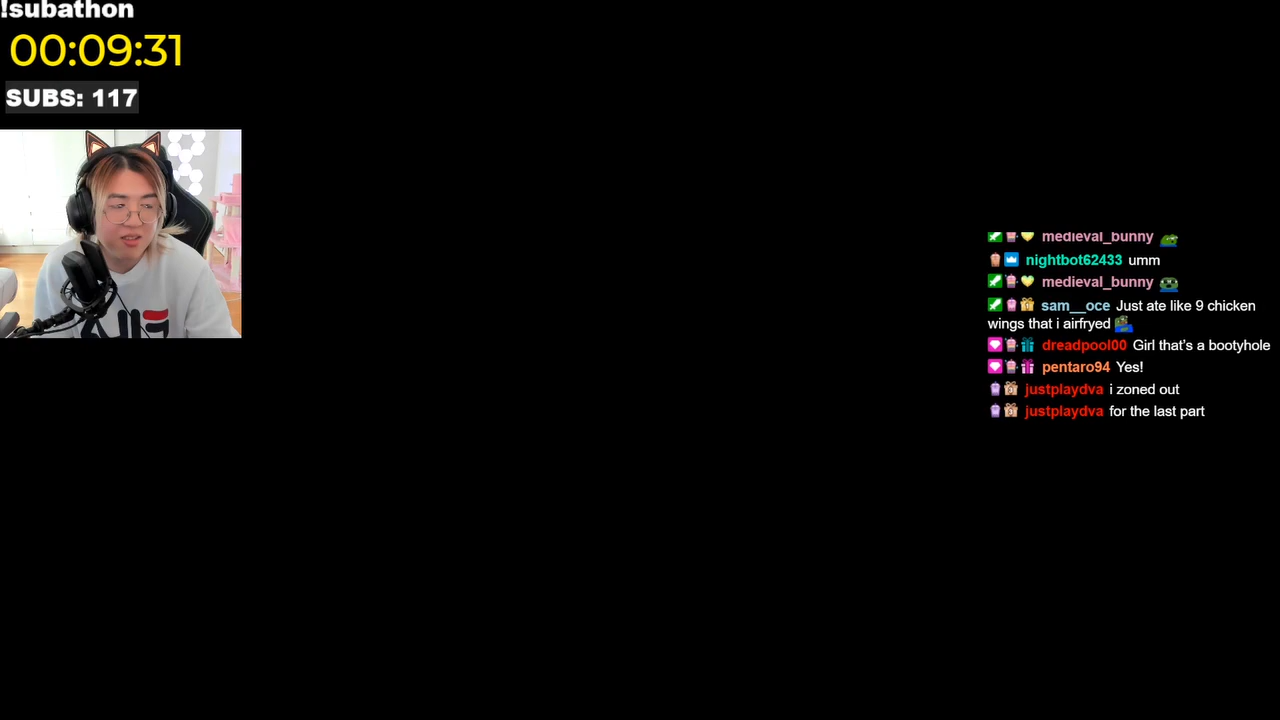 !subathon
00:09:31
SUBS: 117
FILA
medieval_bunny
nightbot62433 umm
medieval_bunny
sam__oce Just ate like 9 chicken
wings that i airfryed
dreadpool00 Girl that's a bootyhole
pentaro94 Yes!
justplaydva i zoned out
justplaydva for the last part